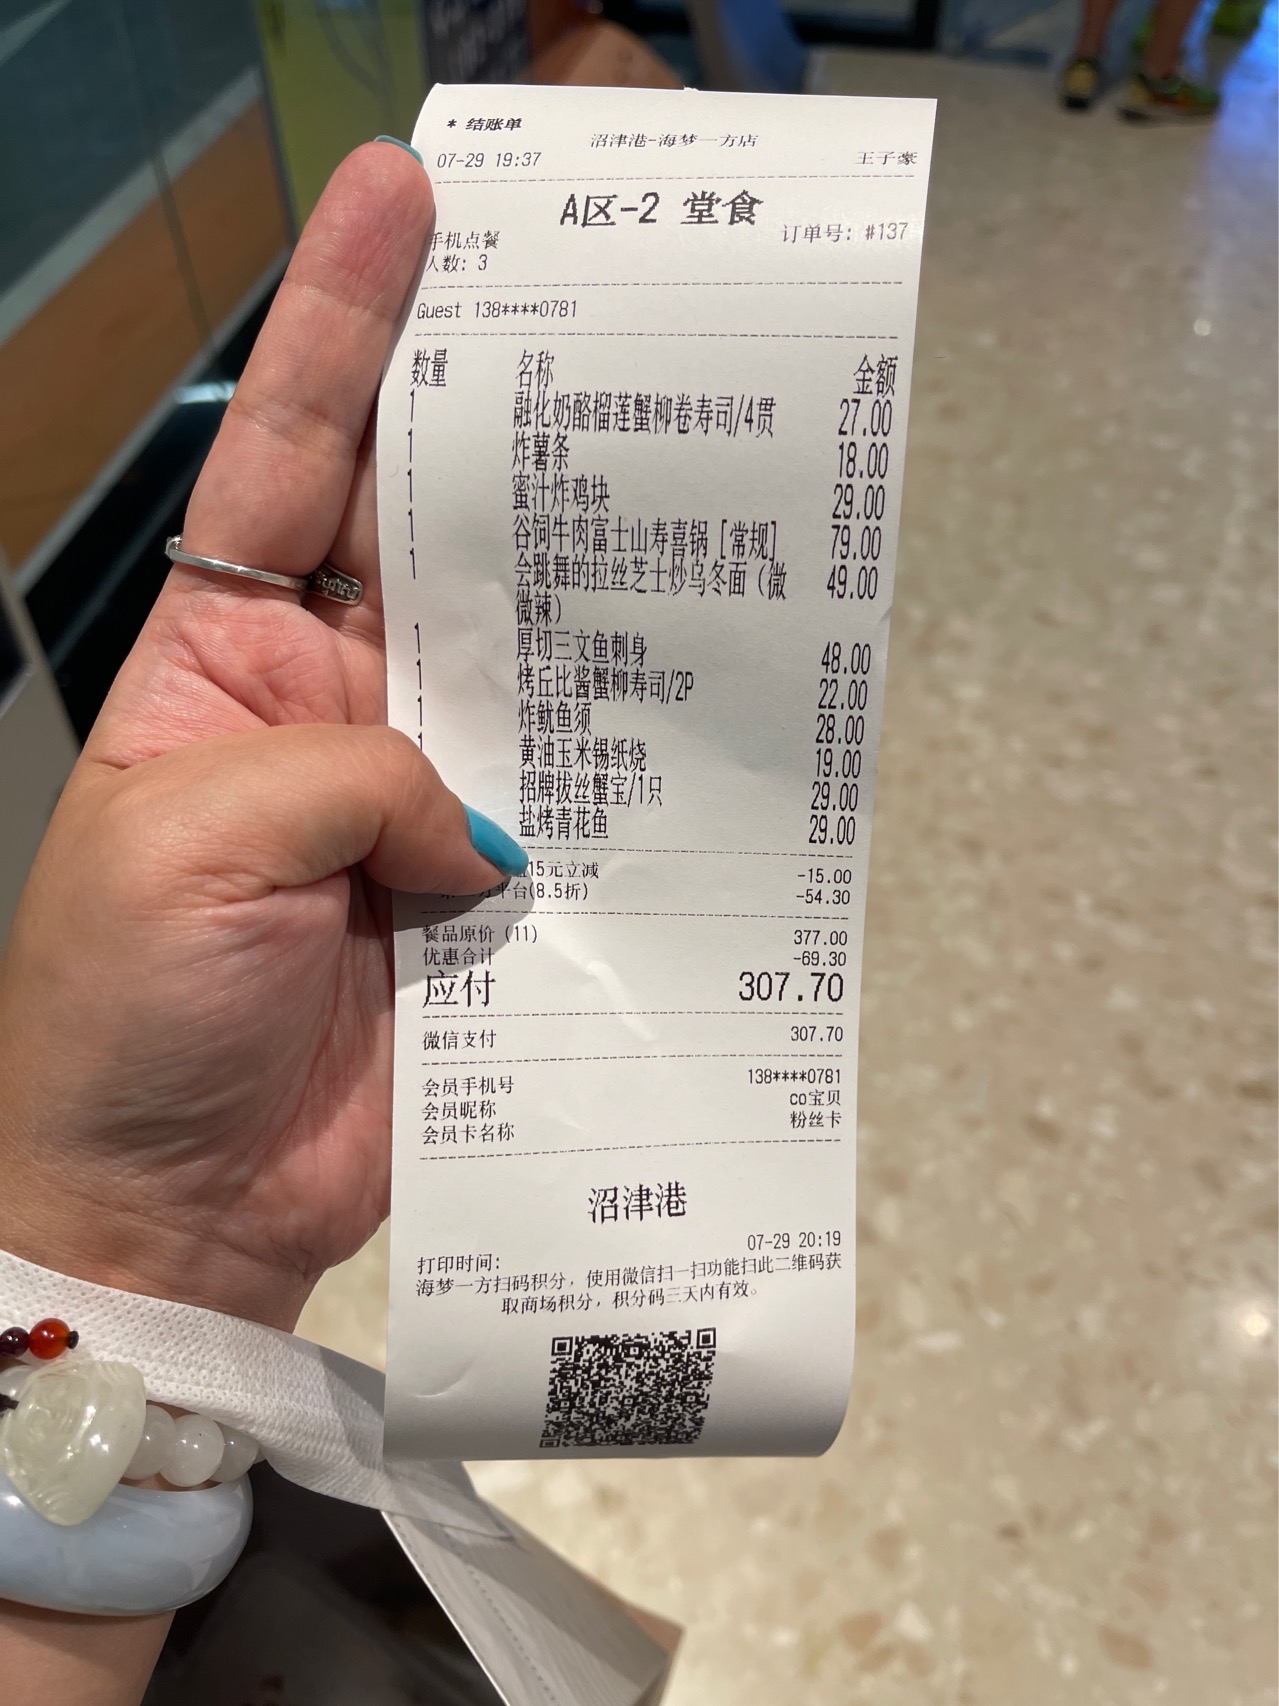 * 结账单
沼津港-海梦一方店
07-29 19:37 王子豪
A区-2 堂食
手机点餐 订单号: #137
人数: 3
Guest 138****0781
数量 名称 金额
1 融化奶酪榴莲蟹柳卷寿司/4贯 27.00
1 炸薯条 18.00
1 蜜汁炸鸡块 29.00
1 谷饲牛肉富士山寿喜锅 [常规] 79.00
1 会跳舞的拉丝芝士炒乌冬面 (微 49.00
微辣)
1 厚切三文鱼刺身 48.00
1 烤丘比酱蟹柳寿司/2P 22.00
1 炸鱿鱼须 28.00
1 黄油玉米锡纸烧 19.00
招牌拔丝蟹宝/1只 29.00
盐烤青花鱼 29.00
15元立减 -15.00
平台(8.5折) -54.30
餐品原价 (11) 377.00
优惠合计 -69.30
应付 307.70
微信支付 307.70
会员手机号 138****0781
会员昵称 co宝贝
会员卡名称 粉丝卡
沼津港
打印时间: 07-29 20:19
海梦一方扫码积分, 使用微信扫一扫功能扫此二维码获
取商场积分, 积分码三天内有效。